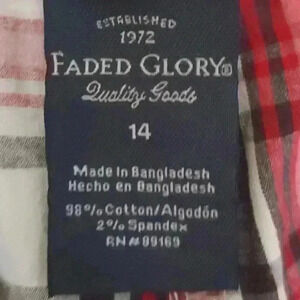 ESTABLISHED
1972
FADED GLORY®
Quality Goods
14
Made in Bangladesh
Hecho en Bangladesh
98% Cotton/Algodón
2% Spandex
RN# 89169